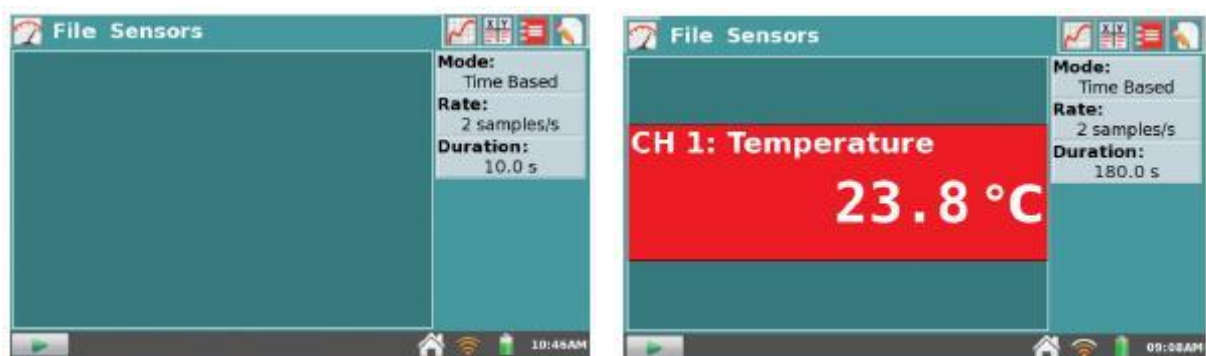 File Sensors
Mode:
Time Based
Rate:
2 samples/s
Duration:
10.0 s
10:46AM
File Sensors
CH 1: Temperature
23.8 °C
Mode:
Time Based
Rate:
2 samples/s
Duration:
180.0 s
09:08AM